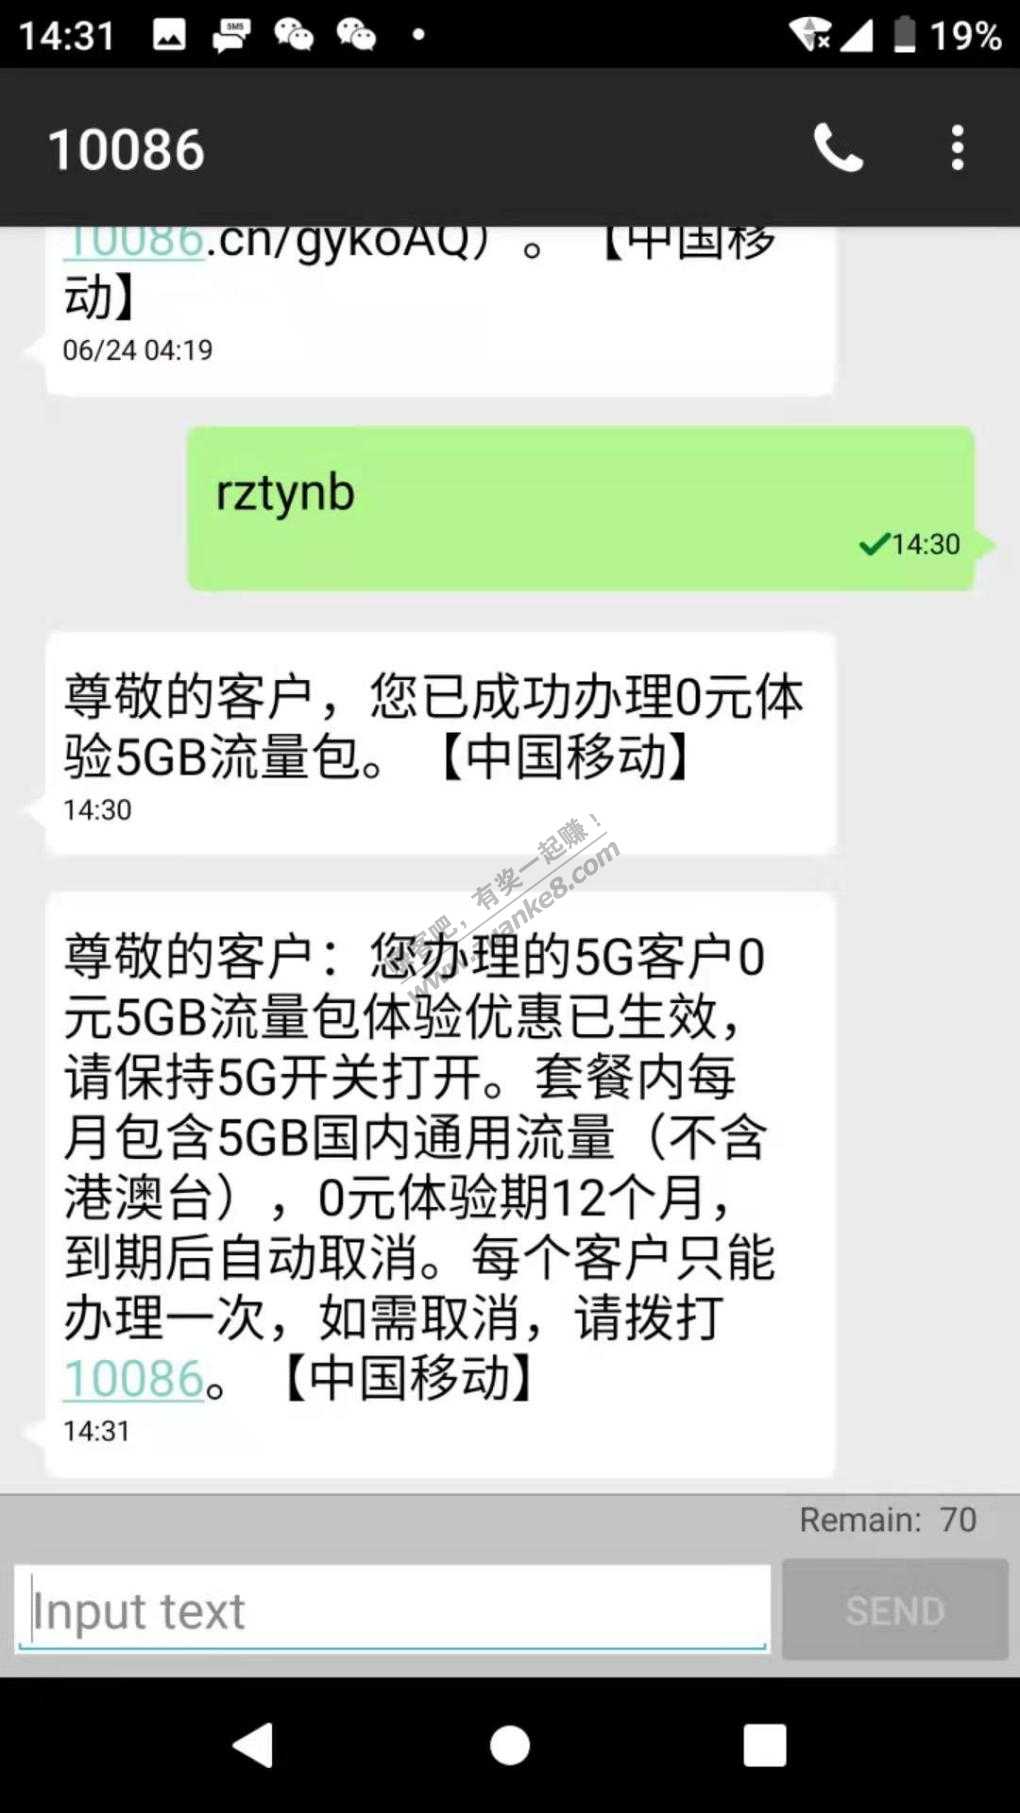 14:31
SMS
19%
10086
10086.cn/gykoAQ）。【中国移
动】
06/24 04:19
rztynb
14:30
尊敬的客户，您已成功办理0元体
验5GB流量包。【中国移动】
14:30
尊敬的客户：您办理的5G客户0
元5GB流量包体验优惠已生效，
请保持5G开关打开。套餐内每
月包含5GB国内通用流量（不含
港澳台），0元体验期12个月，
到期后自动取消。每个客户只能
办理一次，如需取消，请拨打
10086。【中国移动】
14:31
赚客吧，有奖一起赚！
www.zuanke8.com
Remain: 70
Input text
SEND